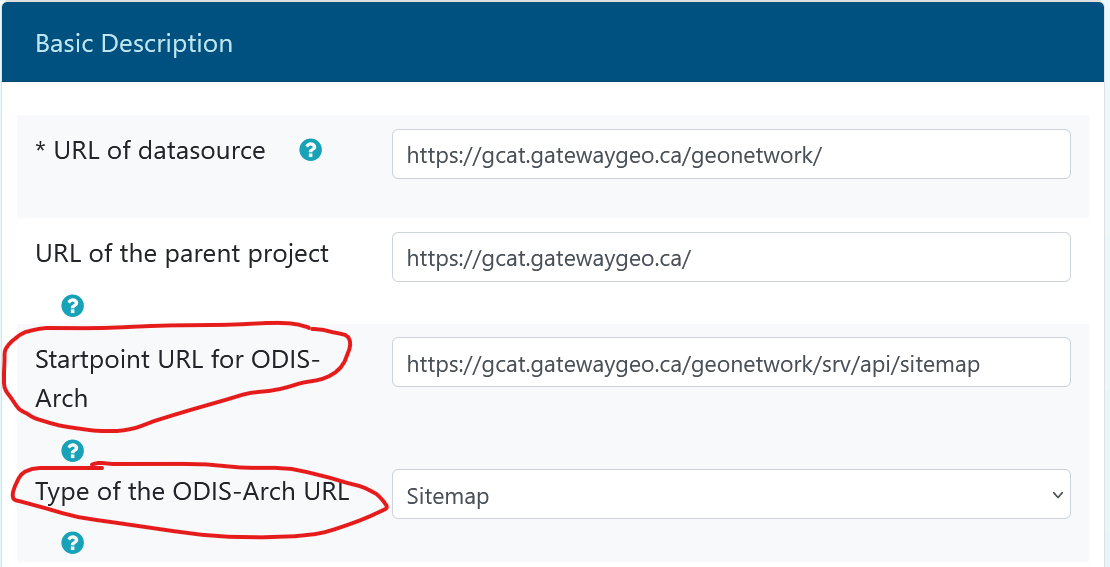 Basic Description
* URL of datasource ?
https://gcat.gatewaygeo.ca/geonetwork/
URL of the parent project
?
https://gcat.gatewaygeo.ca/
Startpoint URL for ODIS-
Arch
?
https://gcat.gatewaygeo.ca/geonetwork/srv/api/sitemap
Type of the ODIS-Arch URL
?
Sitemap